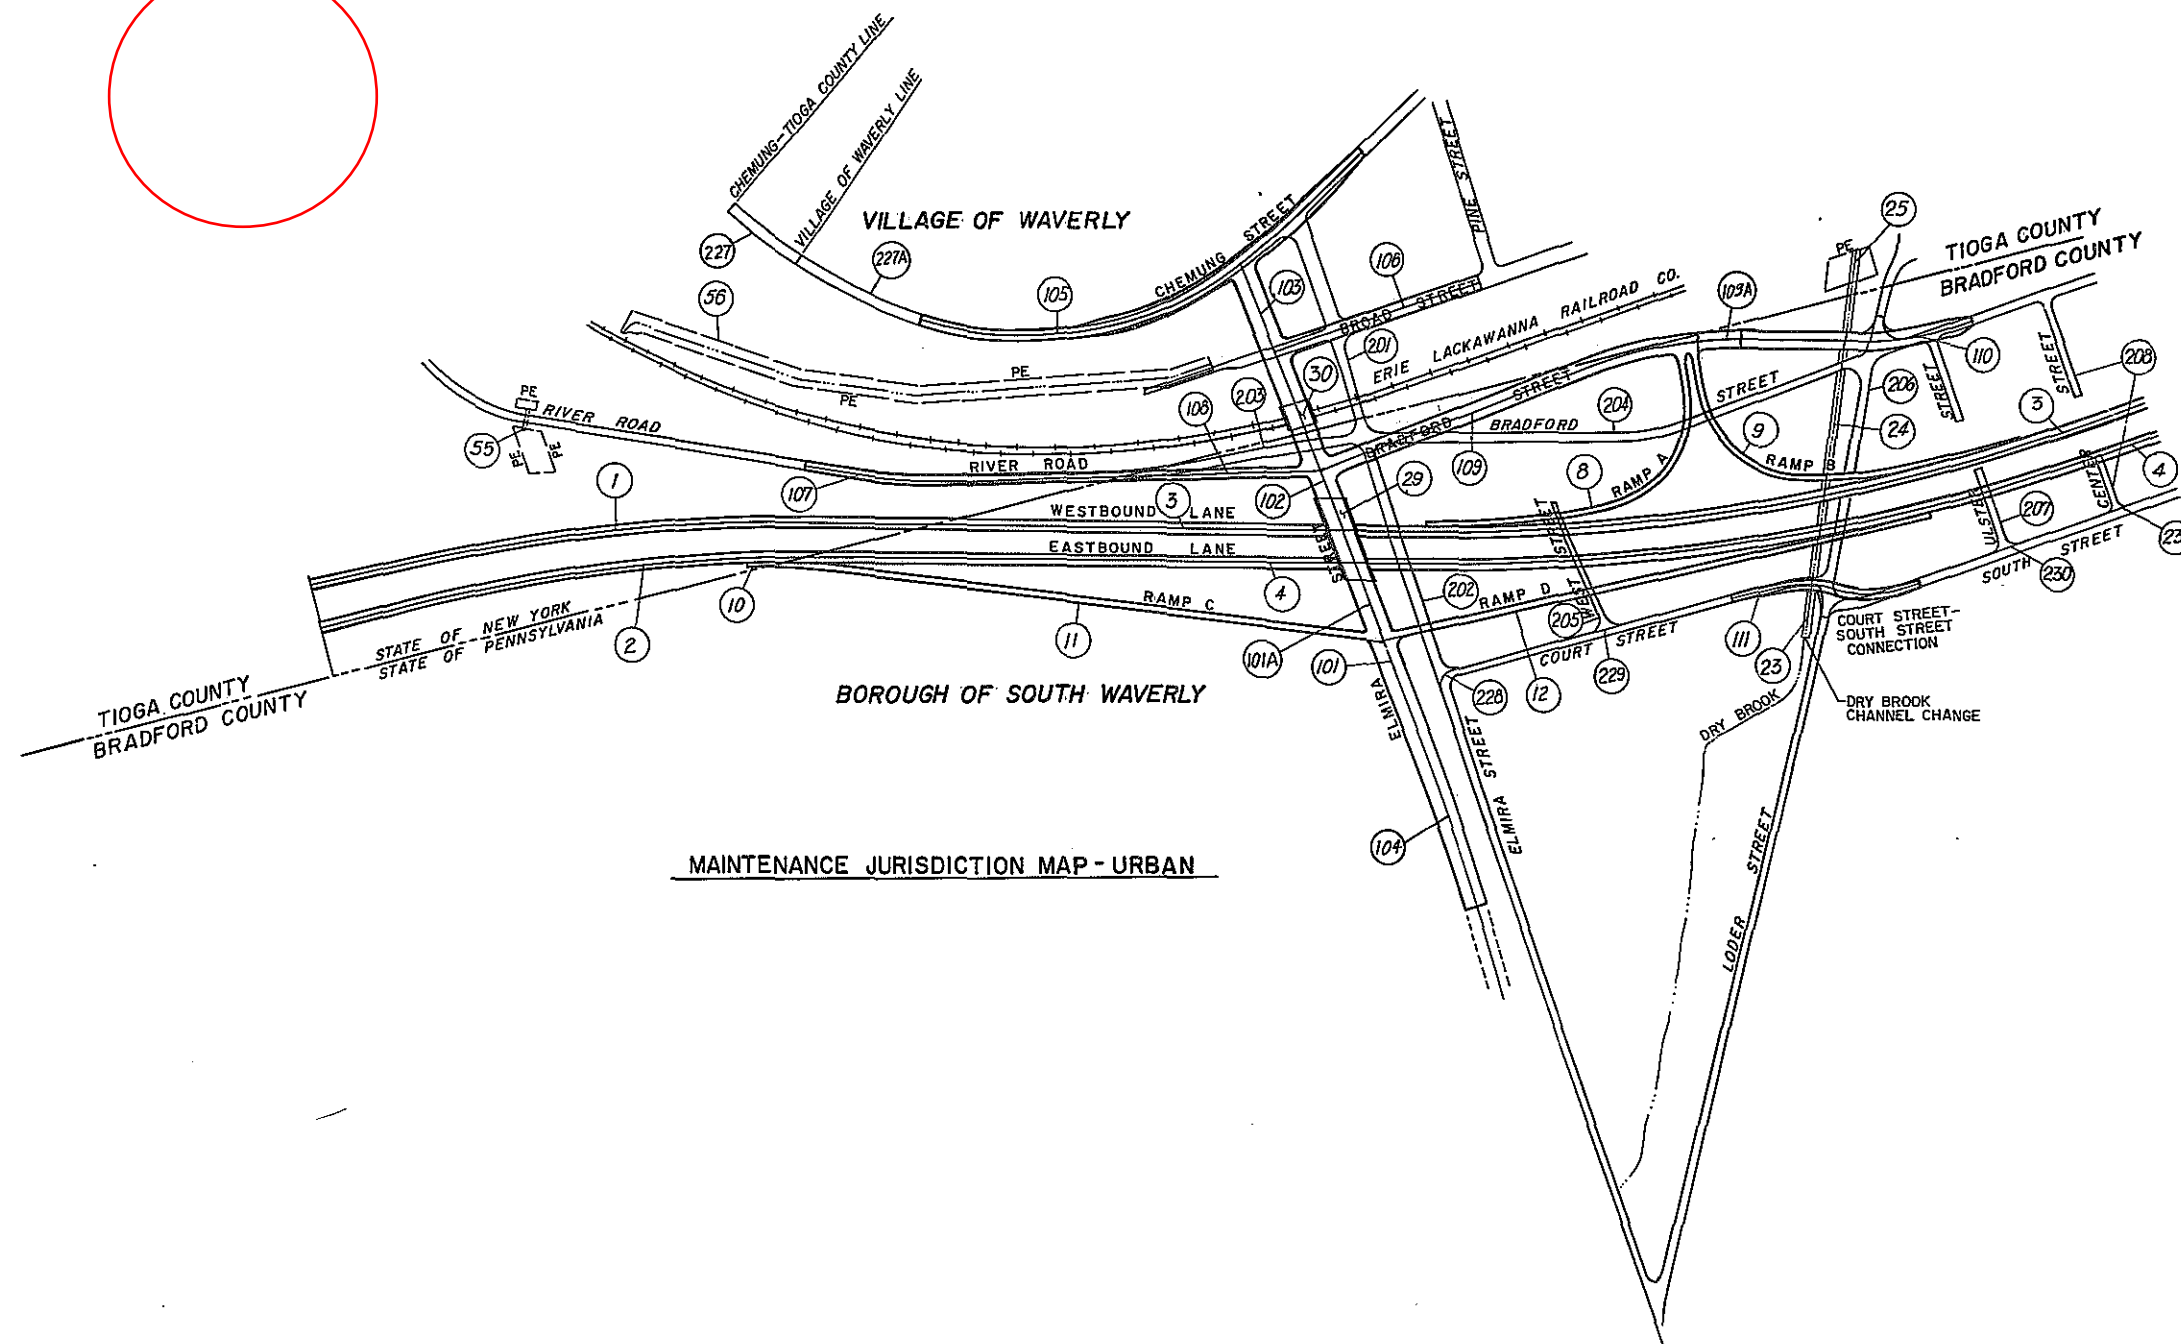 CHEMUNG-TIOGA COUNTY LINE
VILLAGE OF WAVERLY LINE
VILLAGE OF WAVERLY
CHEMUNG STREET
PINE STREET
227
227A
105
103
106
25
PE
TIOGA COUNTY
BRADFORD COUNTY
56
PE
PE
BROAD STREET
ERIE LACKAWANNA RAILROAD CO.
109A
201
30
203
108
110
STREET
STREET
208
206
3
PE
RIVER ROAD
55
PE
PE
RIVER ROAD
107
BRADFORD STREET
BRADFORD STREET
204
109
9
RAMP B
24
8
RAMP A
29
102
1
3
WESTBOUND LANE
EASTBOUND LANE
4
STREET
CENTER
4
207
230
SOUTH STREET
10
2
11
RAMP C
4
202
RAMP D
WEST STREET
205
COURT STREET
229
12
228
101A
101
111
23
COURT STREET-
SOUTH STREET
CONNECTION
DRY BROOK
CHANNEL CHANGE
DRY BROOK
STATE OF NEW YORK
STATE OF PENNSYLVANIA
TIOGA COUNTY
BRADFORD COUNTY
BOROUGH OF SOUTH WAVERLY
ELMIRA
ELMIRA STREET
104
LODER STREET
MAINTENANCE JURISDICTION MAP - URBAN